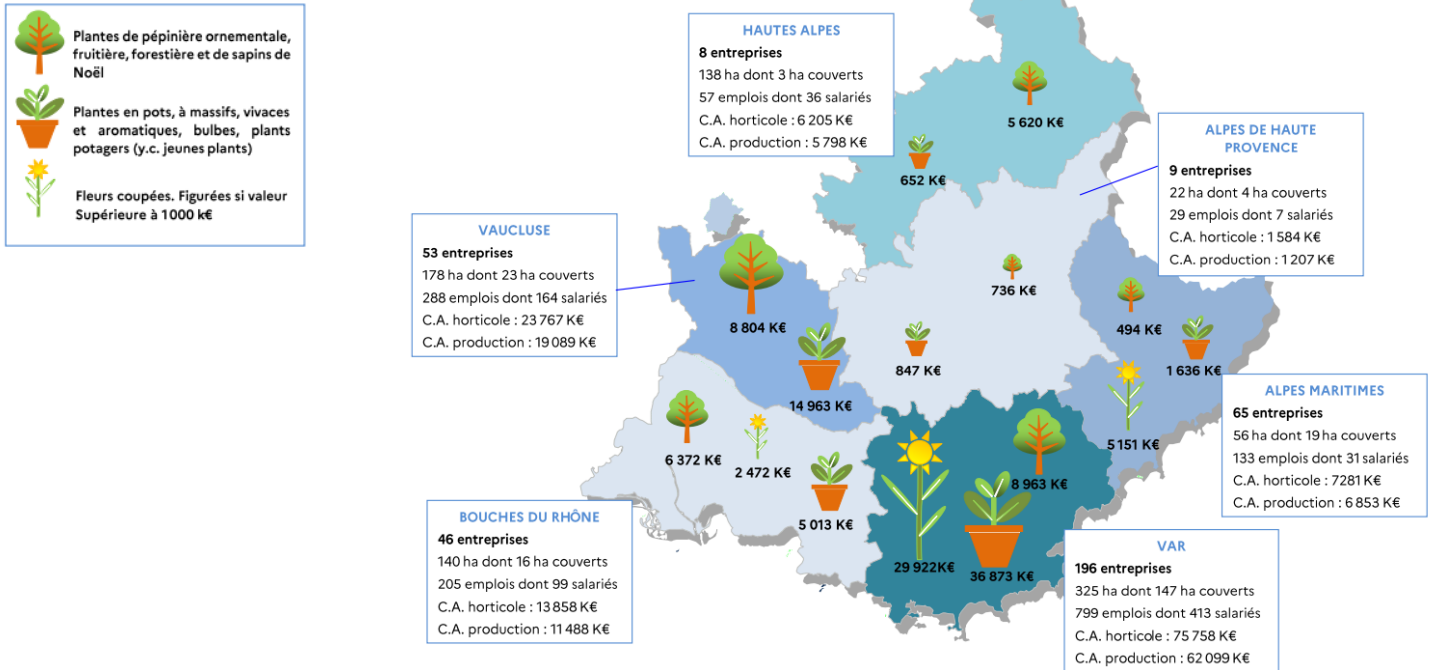 Plantes de pépinière ornementale,
fruitière, forestière et de sapins de
Noël
Plantes en pots, à massifs, vivaces
et aromatiques, bulbes, plants
potagers (y.c. jeunes plants)
Fleurs coupées. Figurées si valeur
Supérieure à 1000 k€
HAUTES ALPES
8 entreprises
138 ha dont 3 ha couverts
57 emplois dont 36 salariés
C.A. horticole : 6 205 K€
C.A. production : 5 798 K€
5 620 K€
652 K€
ALPES DE HAUTE
PROVENCE
9 entreprises
22 ha dont 4 ha couverts
29 emplois dont 7 salariés
C.A. horticole : 1 584 K€
C.A. production : 1 207 K€
736 K€
847 K€
VAUCLUSE
53 entreprises
178 ha dont 23 ha couverts
288 emplois dont 164 salariés
C.A. horticole : 23 767 K€
C.A. production : 19 089 K€
8 804 K€
14 963 K€
494 K€
1 636 K€
5 151 K€
ALPES MARITIMES
65 entreprises
56 ha dont 19 ha couverts
133 emplois dont 31 salariés
C.A. horticole : 7281 K€
C.A. production : 6 853 K€
6 372 K€
2 472 K€
5 013 K€
BOUCHES DU RHÔNE
46 entreprises
140 ha dont 16 ha couverts
205 emplois dont 99 salariés
C.A. horticole : 13 858 K€
C.A. production : 11 488 K€
8 963 K€
29 922K€
36 873 K€
VAR
196 entreprises
325 ha dont 147 ha couverts
799 emplois dont 413 salariés
C.A. horticole : 75 758 K€
C.A. production : 62 099 K€